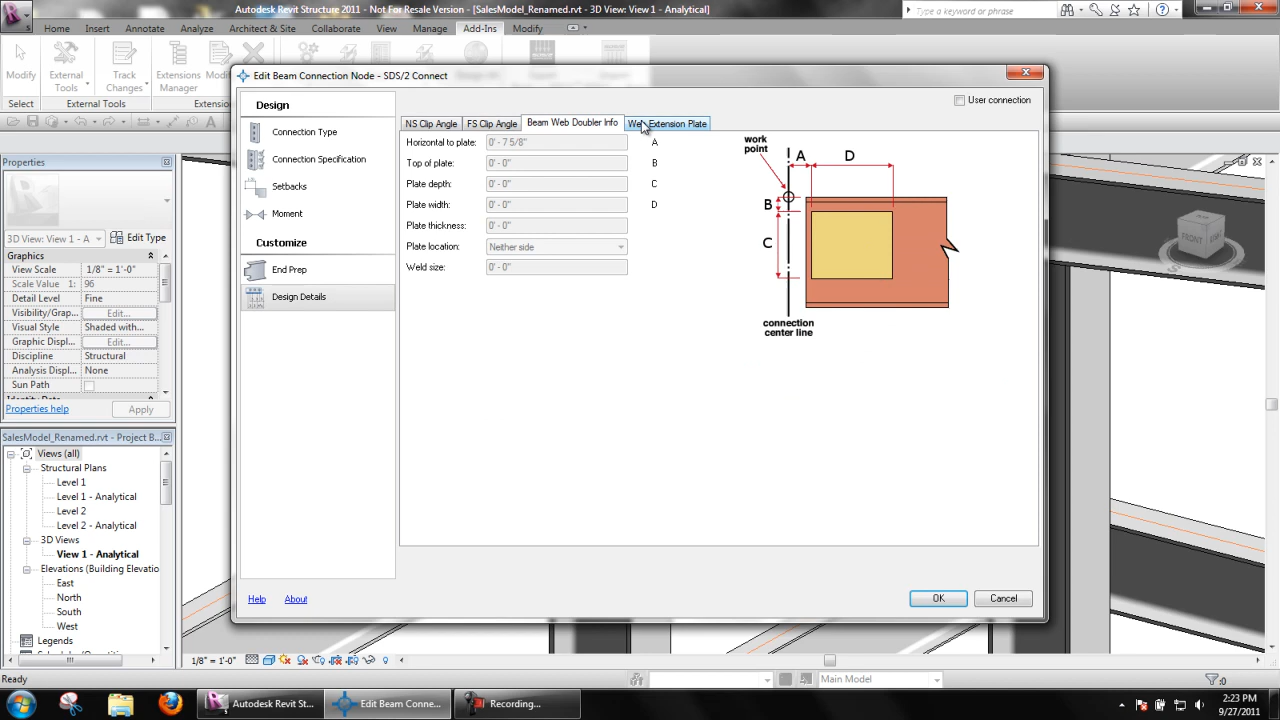 Autodesk Revit Structure 2011 - Not For Resale Version - [SalesModel_Renamed.rvt - 3D View: View 1 - Analytical]
Type a keyword or phrase
Home Insert Annotate Analyze Architect & Site Collaborate View Manage Add-Ins Modify
Modify
External Tools
Track Changes
Extensions Manager
Select
External Tools
Edit Beam Connection Node - SDS/2 Connect
Design
Connection Type
Connection Specification
Setbacks
Moment
Customize
End Prep
Design Details
User connection
NS Clip Angle FS Clip Angle Beam Web Doubler Info Web Extension Plate
Horizontal to plate: 0' - 7 5/8" A
Top of plate: 0' - 0" B
Plate depth: 0' - 0" C
Plate width: 0' - 0" D
Plate thickness: 0' - 0"
Plate location: Neither side
Weld size: 0' - 0"
work point
A D
B
C
connection center line
Help About
OK Cancel
Properties
3D View: View 1 - A
Edit Type
Graphics
View Scale 1/8" = 1'-0"
Scale Value 1: 96
Detail Level Fine
Visibility/Grap... Edit...
Visual Style Shaded with...
Graphic Displ... Edit...
Discipline Structural
Analysis Displ... None
Sun Path
Properties help
Apply
SalesModel_Renamed.rvt - Project B...
Views (all)
Structural Plans
Level 1
Level 1 - Analytical
Level 2
Level 2 - Analytical
3D Views
View 1 - Analytical
Elevations (Building Elevatio
East
North
South
West
Legends
FRONT
S
1/8" = 1'-0"
Ready
Main Model
:0
Autodesk Revit St...
Edit Beam Conne...
Recording...
2:23 PM
9/27/2011